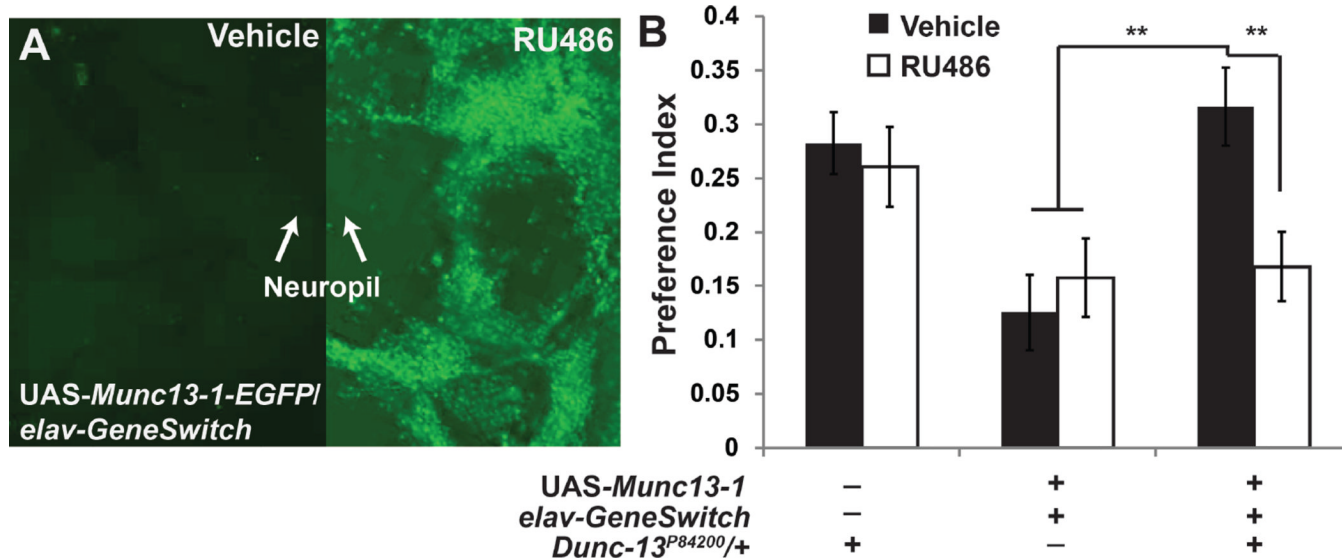 A
Vehicle
RU486
Neuropil
UAS-Munc13-1-EGFP/
elav-GeneSwitch
B
Vehicle
RU486
**
**
Preference Index
0.4
0.35
0.3
0.25
0.2
0.15
0.1
0.05
0
UAS-Munc13-1 – + +
elav-GeneSwitch – + +
Dunc-13P84200/+ + – +